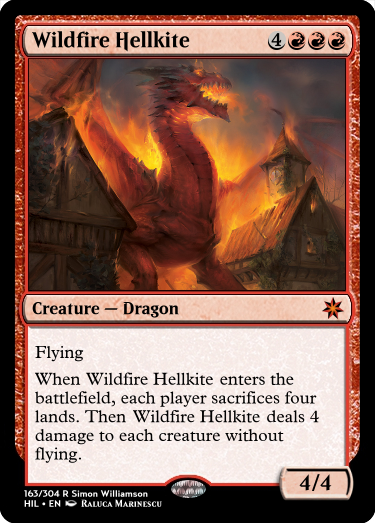 Wildfire Hellkite 4
Creature — Dragon
Flying
When Wildfire Hellkite enters the
battlefield, each player sacrifices four
lands. Then Wildfire Hellkite deals 4
damage to each creature without
flying.
4/4
163/304 R Simon Williamson
HIL • EN Raluca Marinescu